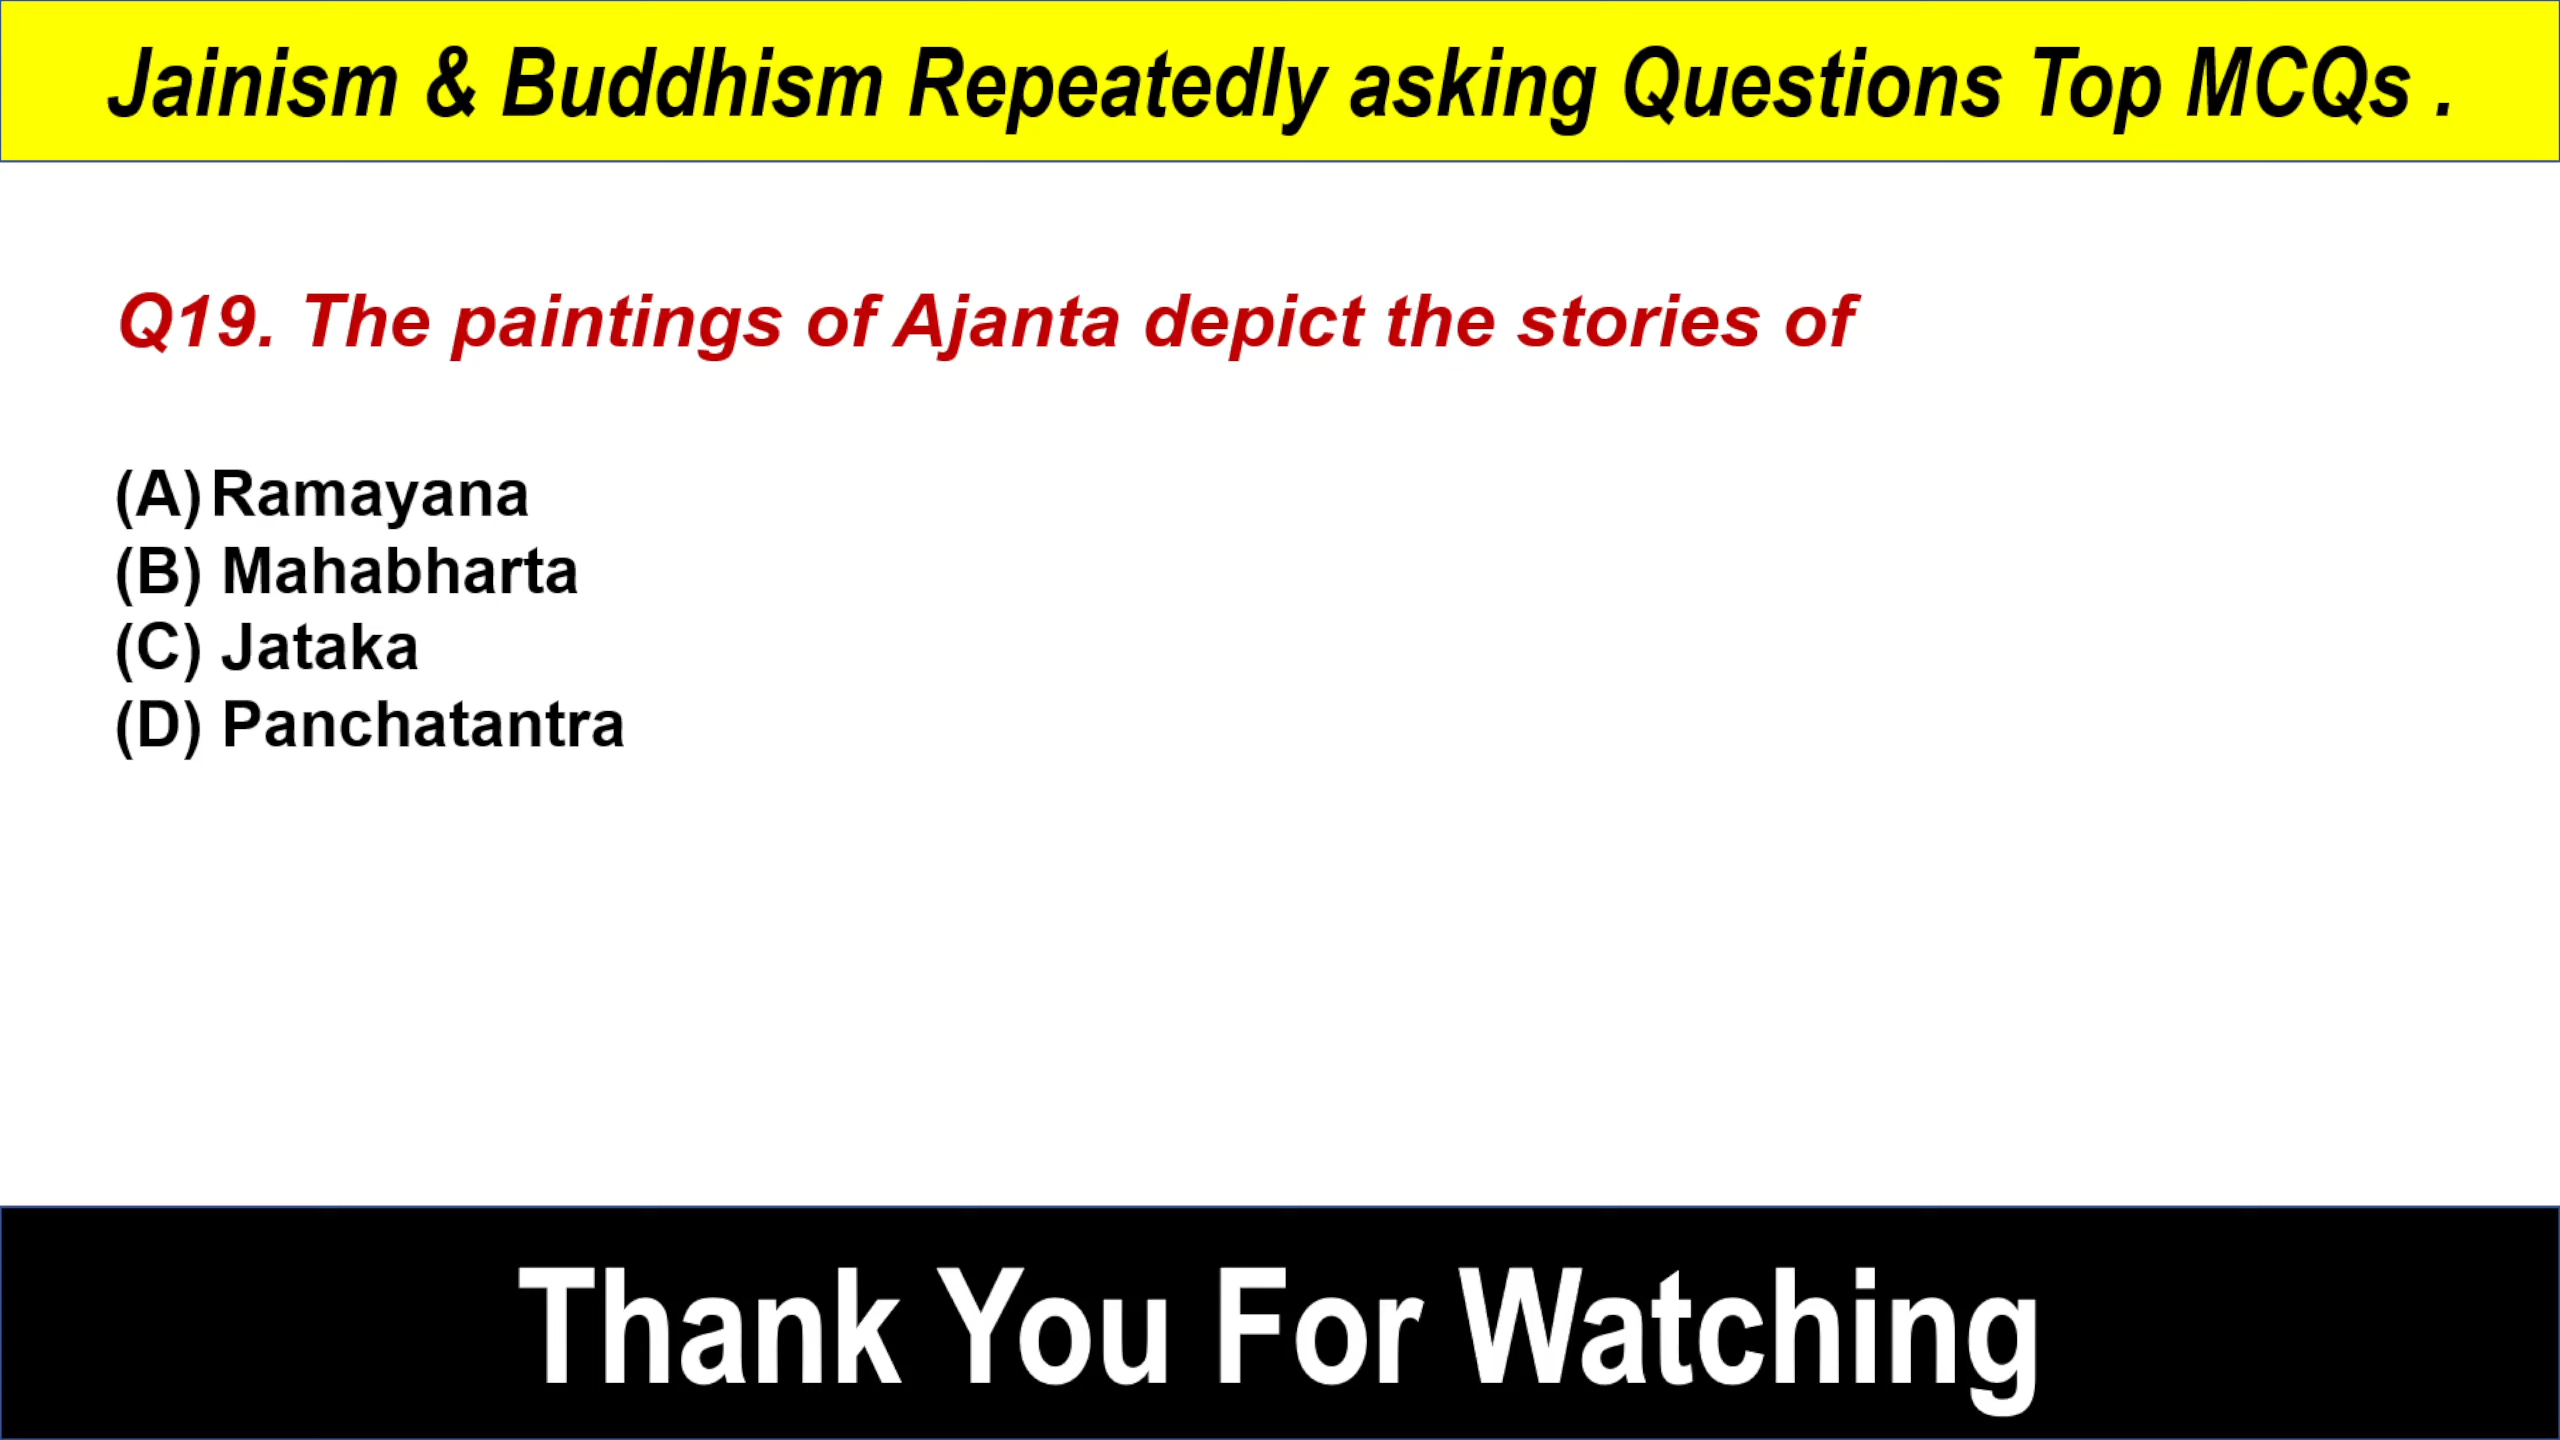 Jainism & Buddhism Repeatedly asking Questions Top MCQs .
Q19. The paintings of Ajanta depict the stories of
(A) Ramayana
(B) Mahabharta
(C) Jataka
(D) Panchatantra
Thank You For Watching